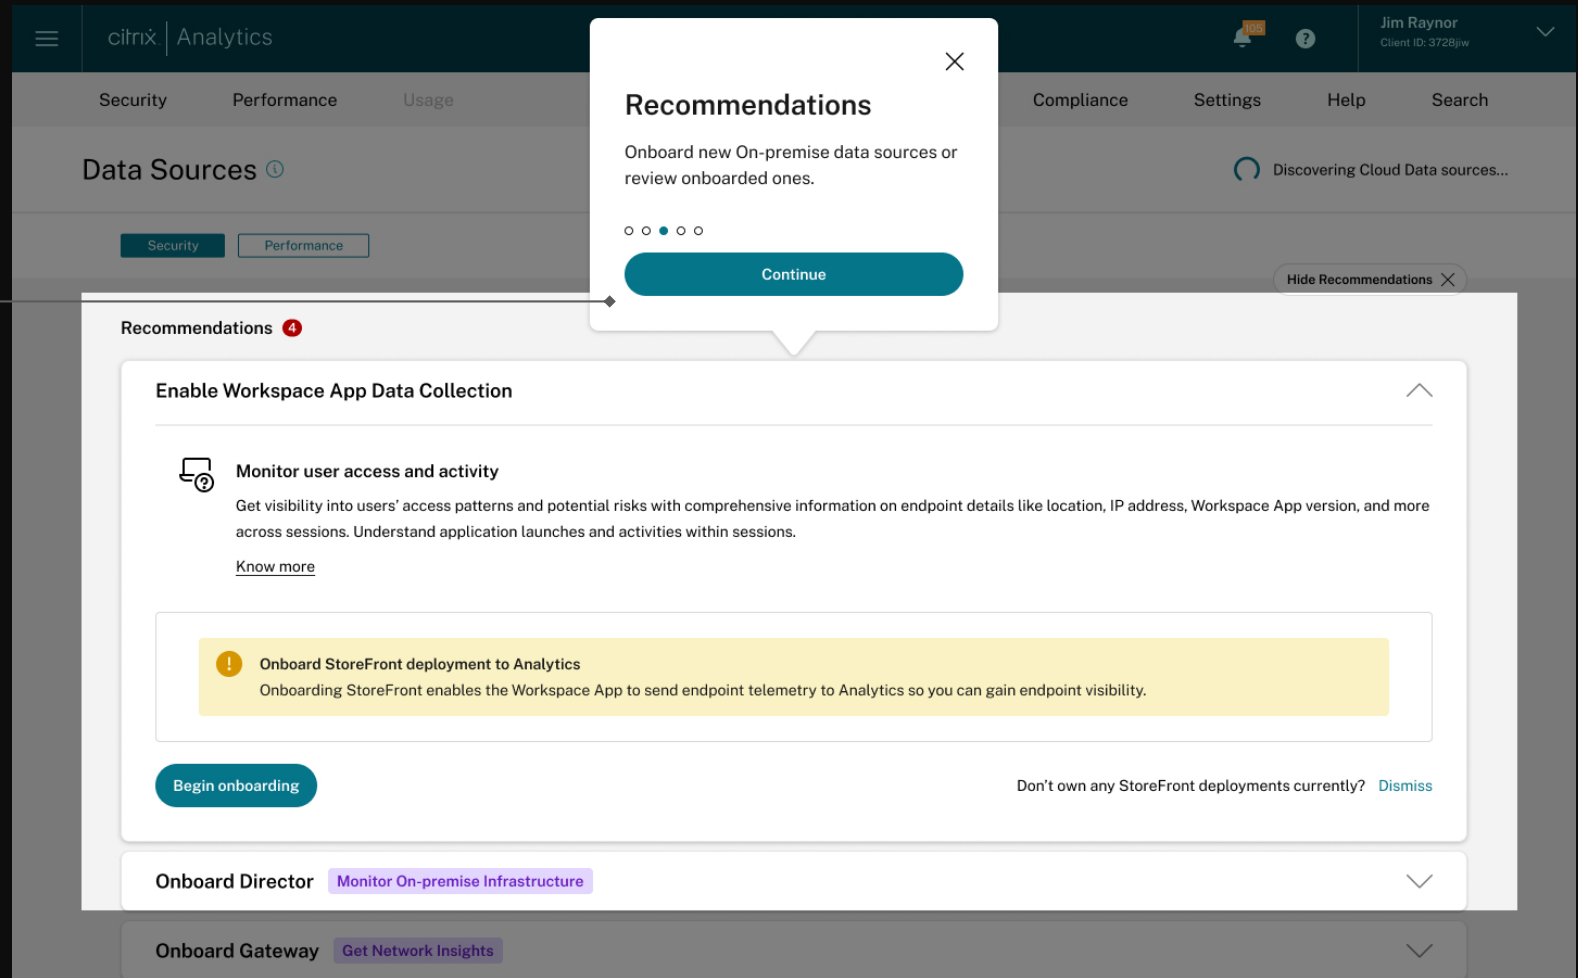 citrix | Analytics
105
?
Jim Raynor
Client ID: 3728jiw
Security
Performance
Usage
Compliance
Settings
Help
Search
Data Sources
Discovering Cloud Data sources...
Security
Performance
Recommendations
Onboard new On-premise data sources or
review onboarded ones.
Continue
Hide Recommendations
Recommendations 4
Enable Workspace App Data Collection
Monitor user access and activity
Get visibility into users’ access patterns and potential risks with comprehensive information on endpoint details like location, IP address, Workspace App version, and more
across sessions. Understand application launches and activities within sessions.
Know more
Onboard StoreFront deployment to Analytics
Onboarding StoreFront enables the Workspace App to send endpoint telemetry to Analytics so you can gain endpoint visibility.
Begin onboarding
Don’t own any StoreFront deployments currently? Dismiss
Onboard Director Monitor On-premise Infrastructure
Onboard Gateway Get Network Insights